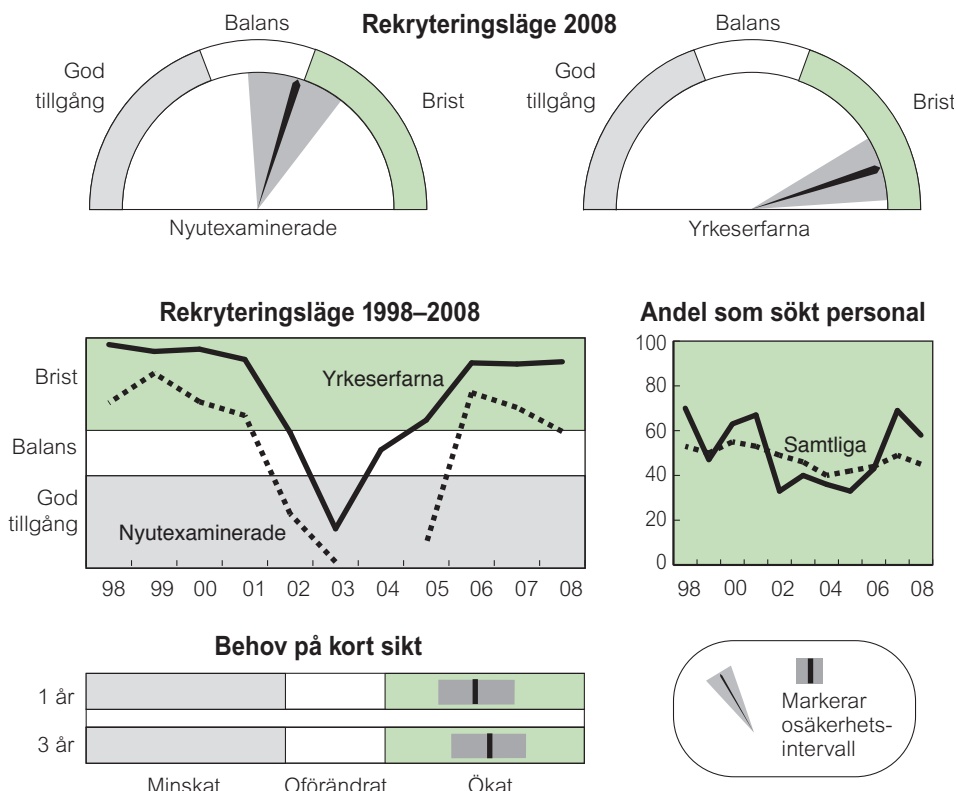 Rekryteringsläge 2008
Balans
God
tillgång
Brist
Nyutexaminerade
Balans
God
tillgång
Brist
Yrkeserfarna
Rekryteringsläge 1998–2008
Brist
Balans
God
tillgång
Yrkeserfarna
Nyutexaminerade
98 99 00 01 02 03 04 05 06 07 08
Andel som sökt personal
100
80
60
40
20
0
Samtliga
98 00 02 04 06 08
Behov på kort sikt
1 år
3 år
Minskat Oförändrat Ökat
Markerar
osäkerhets-
intervall